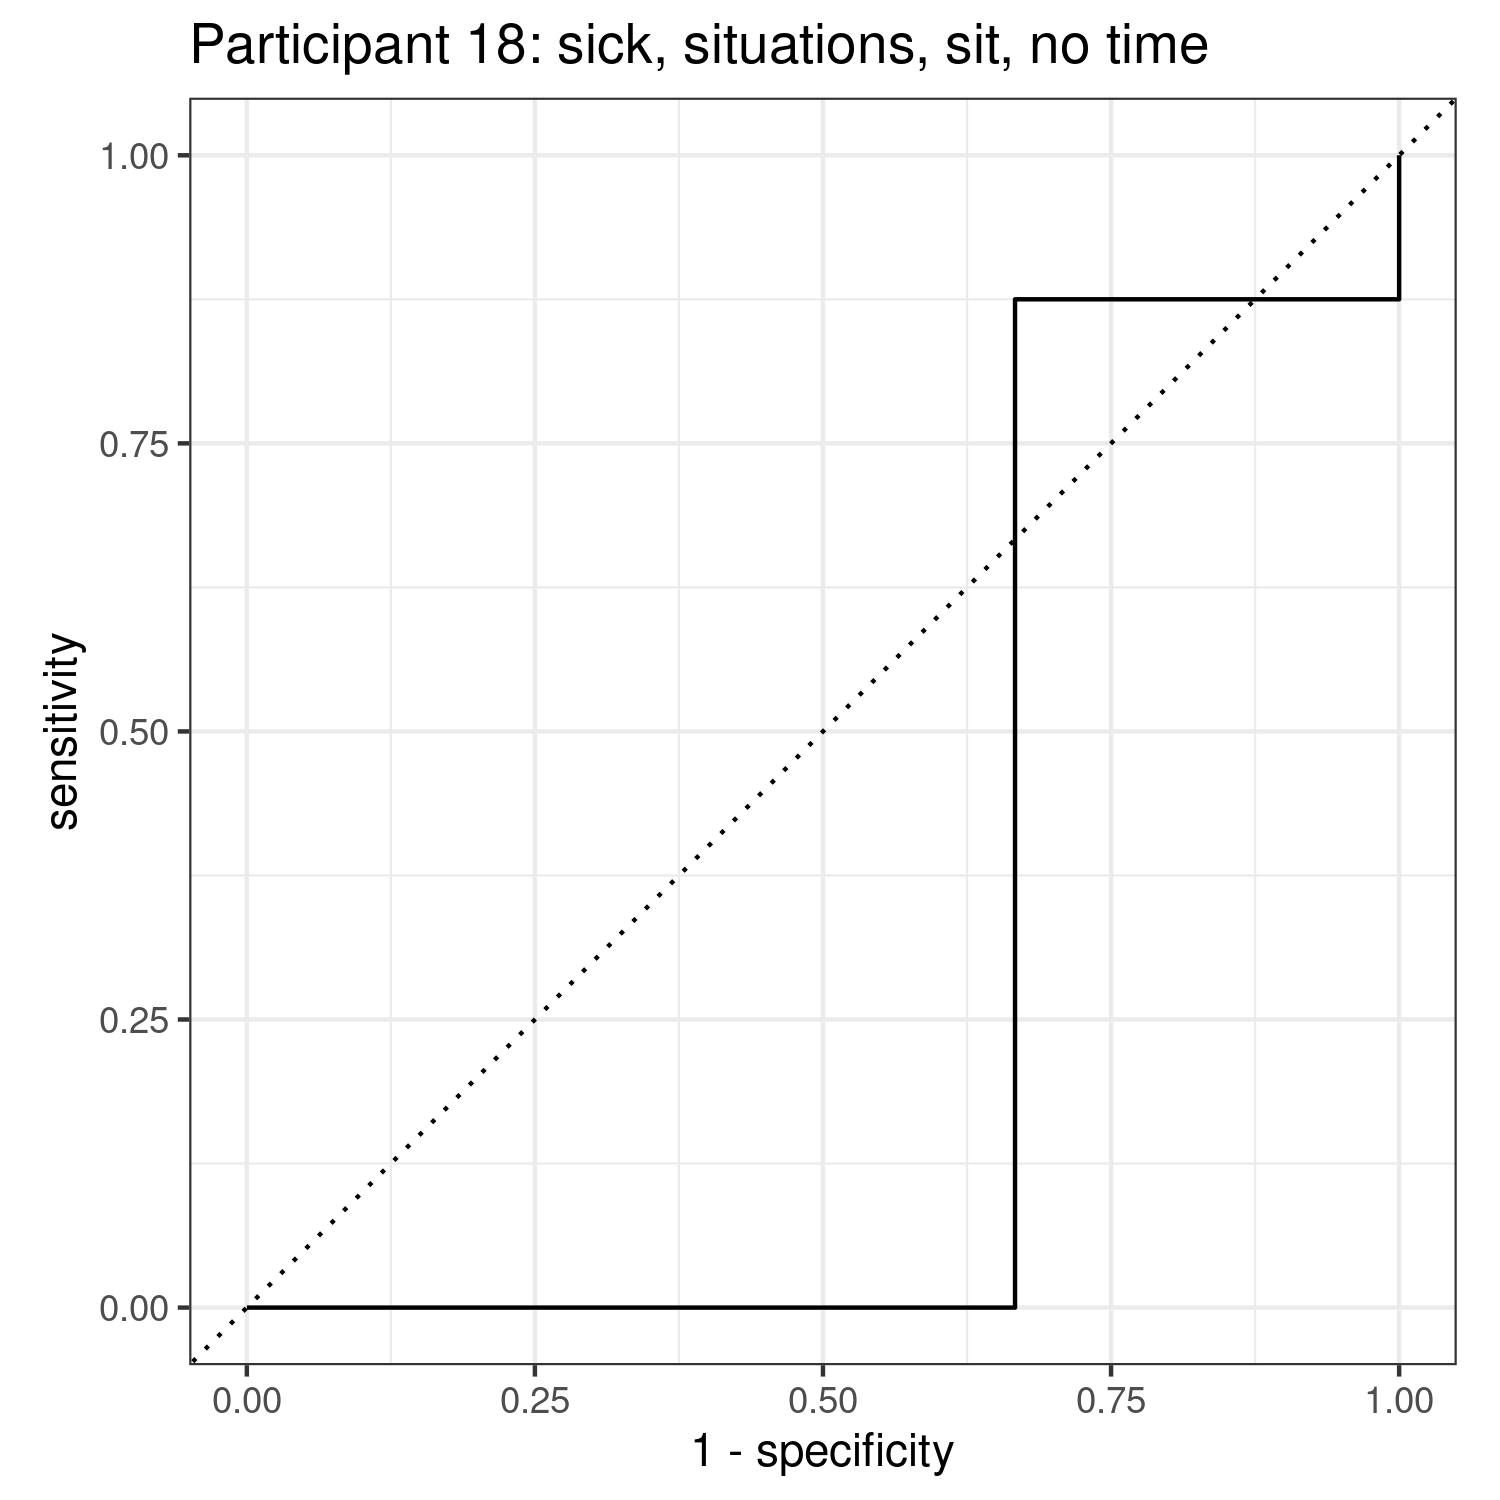 Participant 18: sick, situations, sit, no time
1.00
0.75
sensitivity
0.50
0.25
0.00
0.00 0.25 0.50 0.75 1.00
1 - specificity